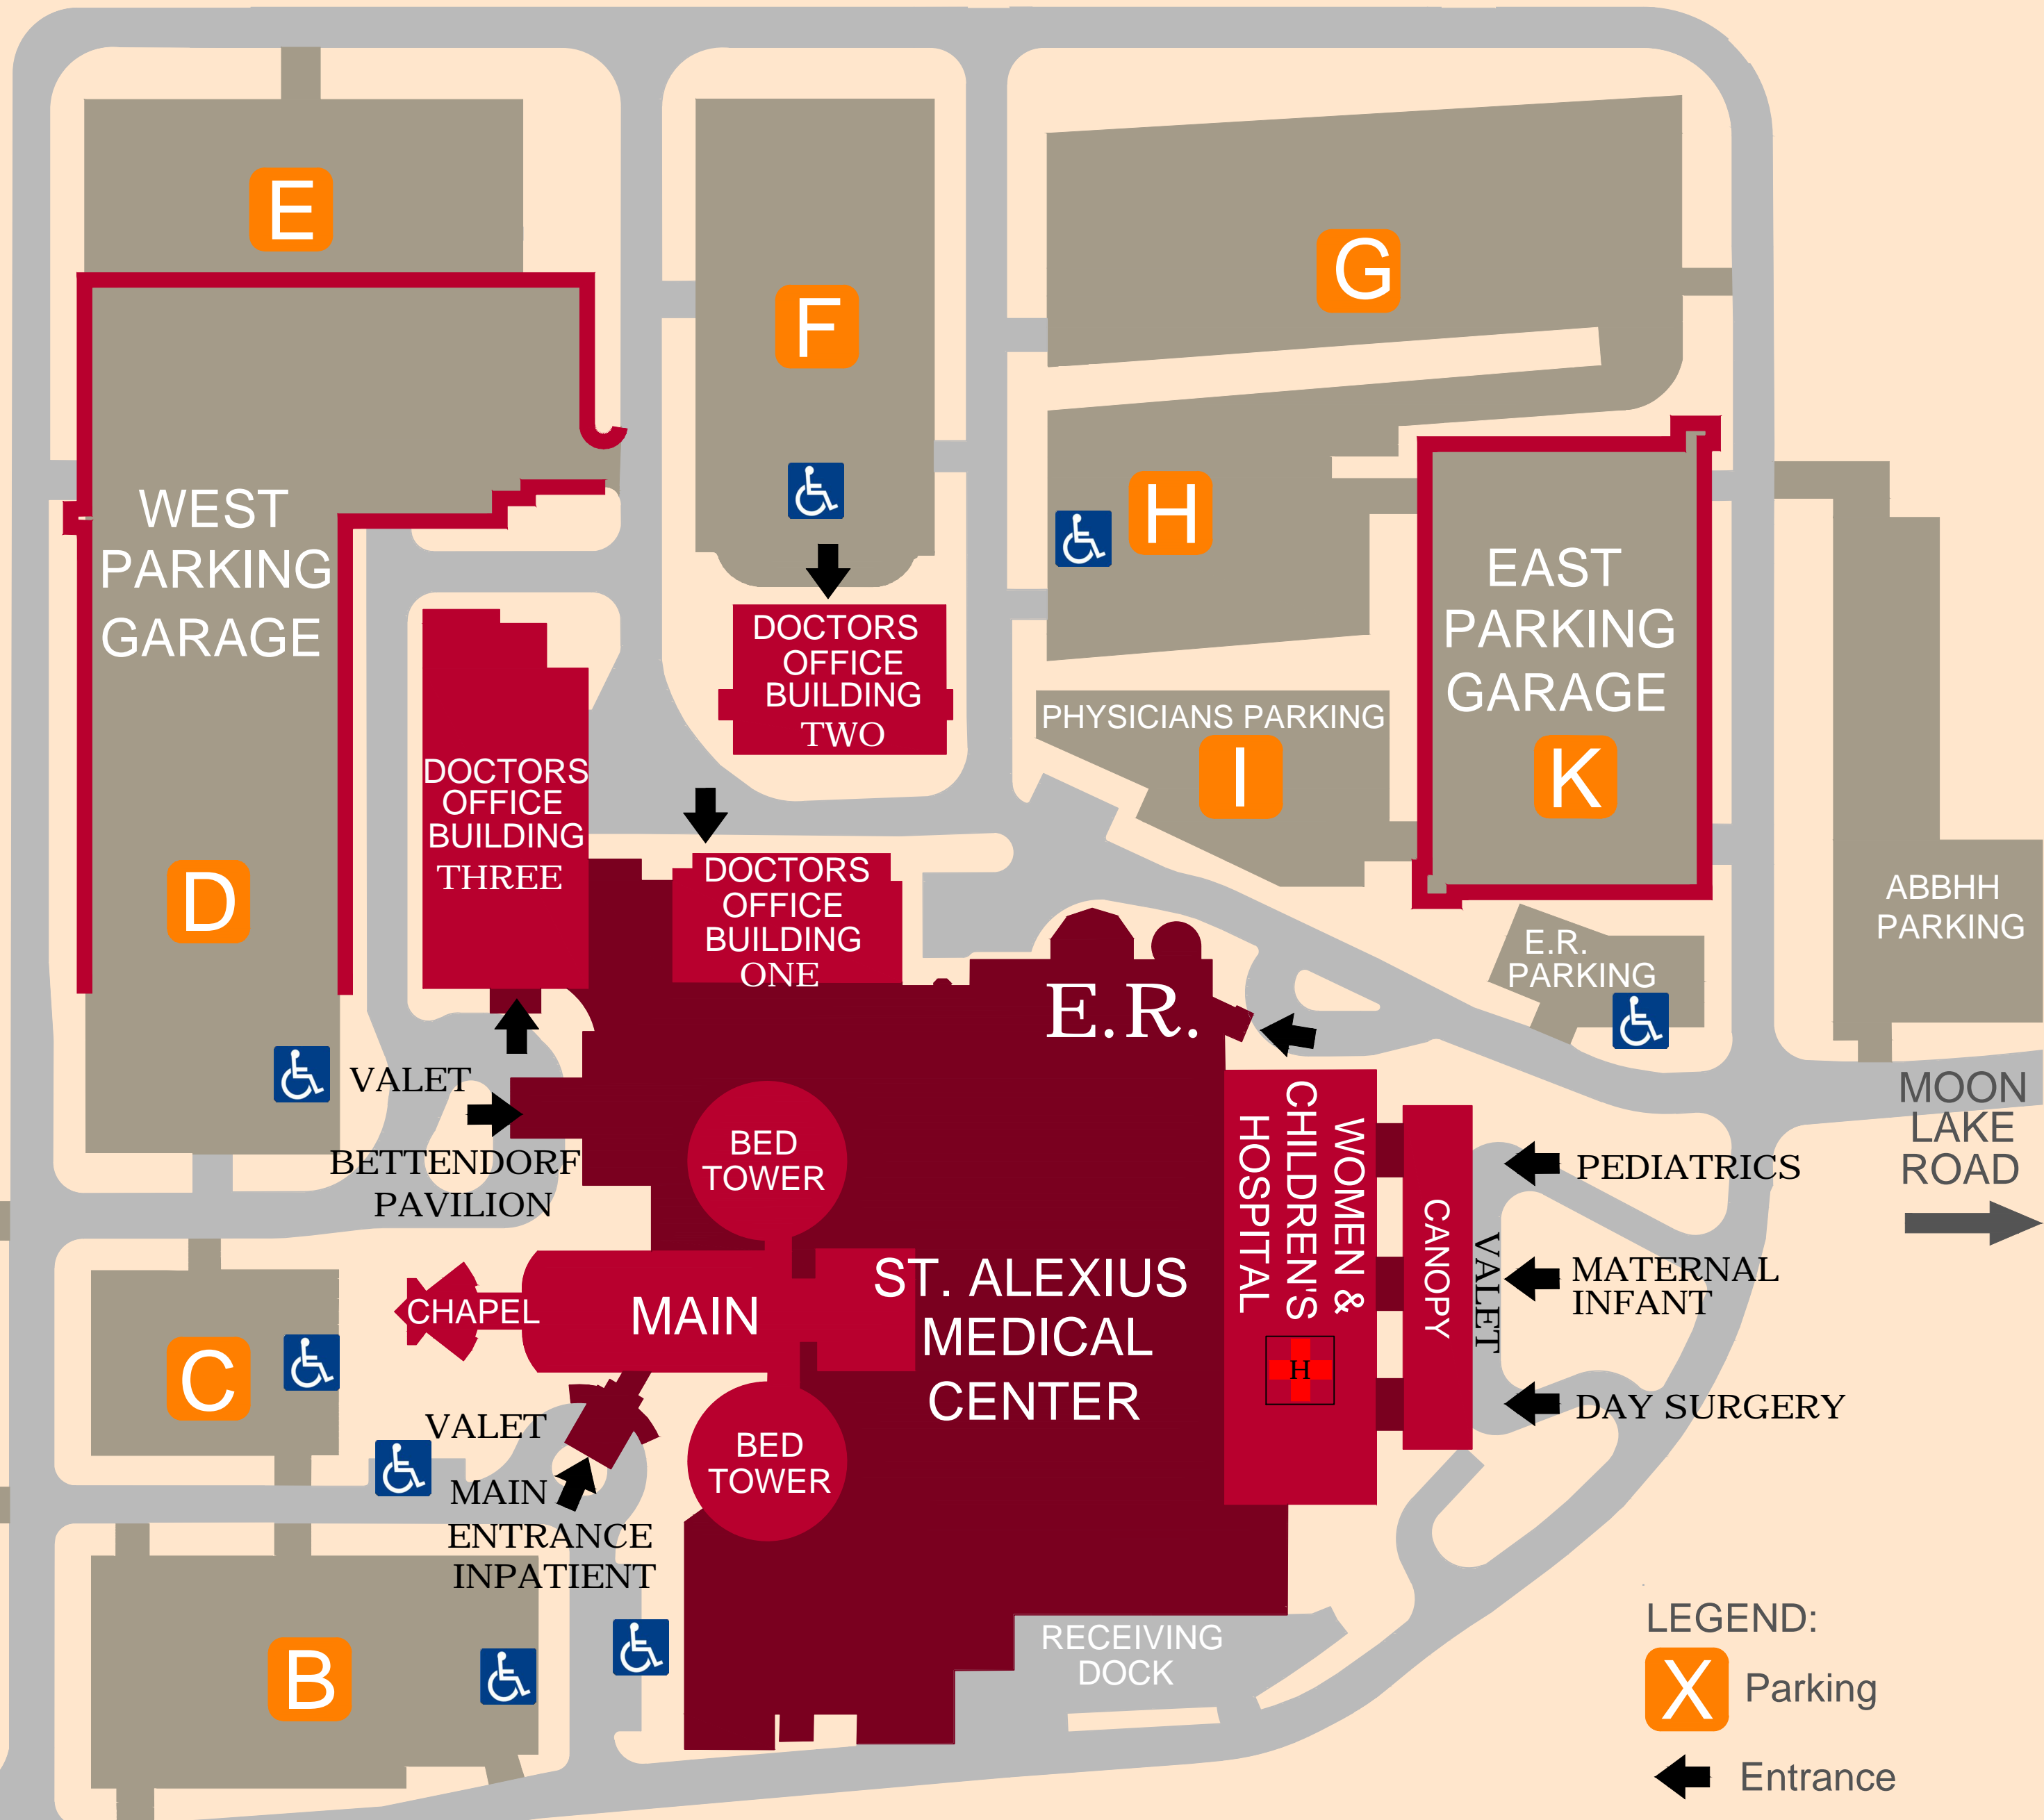 E
F
G
WEST
PARKING
GARAGE
H
EAST
PARKING
GARAGE
DOCTORS
OFFICE
BUILDING
TWO
PHYSICIANS PARKING
I
K
DOCTORS
OFFICE
BUILDING
THREE
D
DOCTORS
OFFICE
BUILDING
ONE
ABBHH
PARKING
E.R.
PARKING
E.R.
VALET
BETTENDORF
PAVILION
BED
TOWER
WOMEN &
CHILDREN'S
HOSPITAL
H
CANOPY
VALET
PEDIATRICS
MATERNAL
INFANT
DAY SURGERY
MOON
LAKE
ROAD
CHAPEL
MAIN
ST. ALEXIUS
MEDICAL
CENTER
C
VALET
MAIN
ENTRANCE
INPATIENT
BED
TOWER
B
RECEIVING
DOCK
LEGEND:
X Parking
Entrance